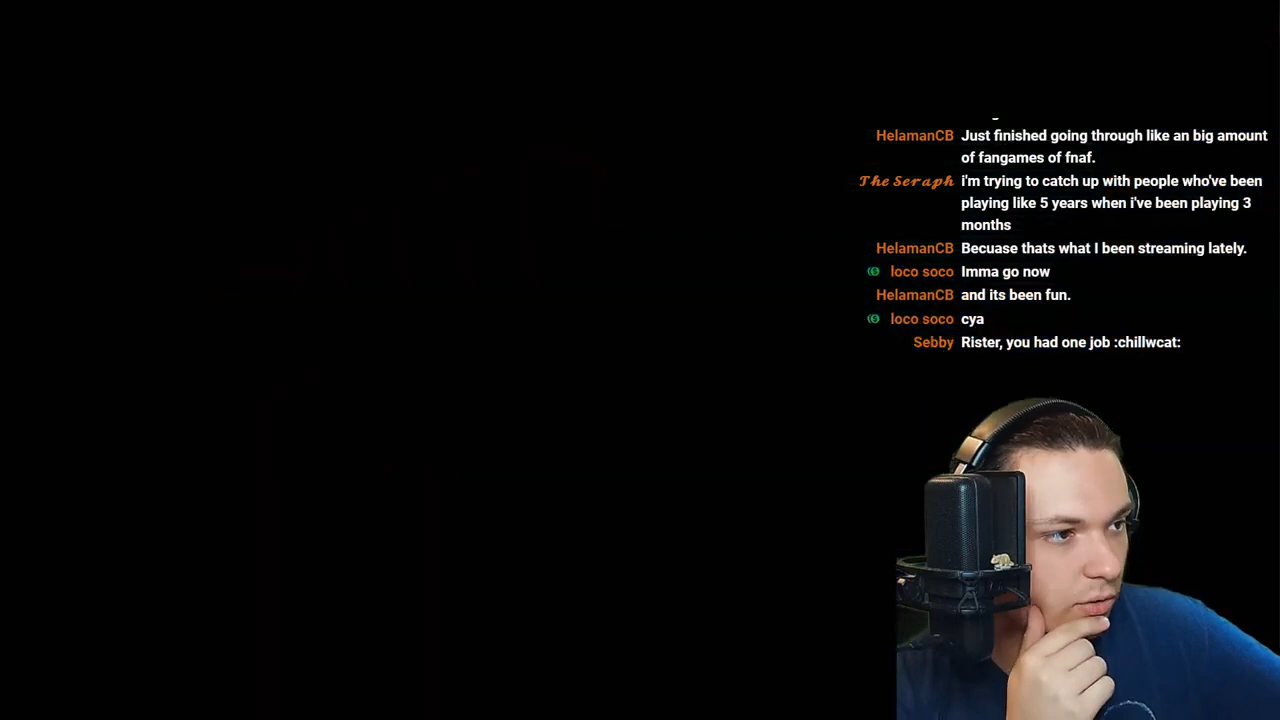 HelamanCB Just finished going through like an big amount
of fangames of fnaf.
The Seraph i'm trying to catch up with people who've been
playing like 5 years when i've been playing 3
months
HelamanCB Becuase thats what I been streaming lately.
loco soco Imma go now
HelamanCB and its been fun.
loco soco cya
Sebby Rister, you had one job :chillwcat: